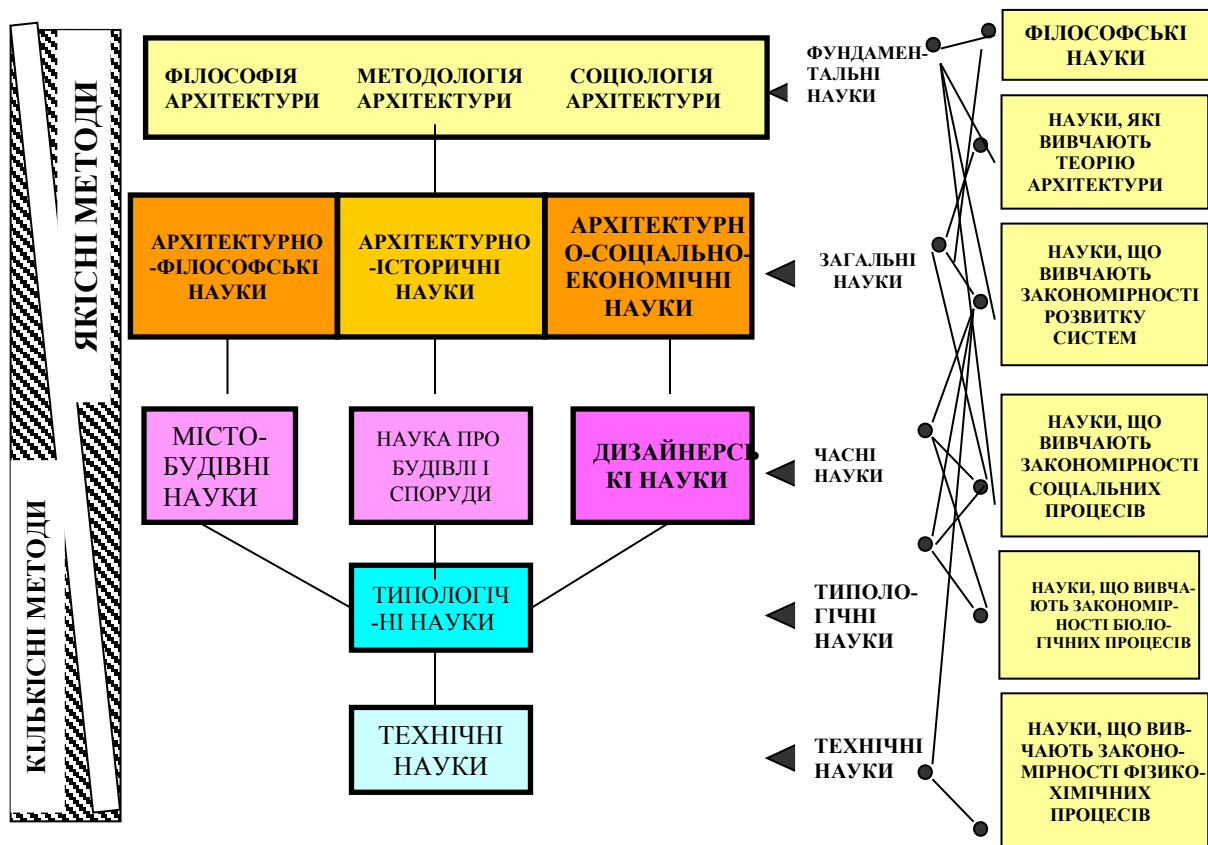 ЯКІСНІ МЕТОДИ
КІЛЬКІСНІ МЕТОДИ
ФІЛОСОФІЯ
АРХІТЕКТУРИ
МЕТОДОЛОГІЯ
АРХІТЕКТУРИ
СОЦІОЛОГІЯ
АРХІТЕКТУРИ
АРХІТЕКТУРНО
-ФІЛОСОФСЬКІ
НАУКИ
АРХІТЕКТУРНО
-ІСТОРИЧНІ
НАУКИ
АРХІТЕКТУРН
О-СОЦІАЛЬНО-
ЕКОНОМІЧНІ
НАУКИ
МІСТО-
БУДІВНІ
НАУКИ
НАУКА ПРО
БУДІВЛІ І
СПОРУДИ
ДИЗАЙНЕРСЬ
КІ НАУКИ
ТИПОЛОГІЧ
-НІ НАУКИ
ТЕХНІЧНІ
НАУКИ
ФУНДАМЕН-
ТАЛЬНІ
НАУКИ
ЗАГАЛЬНІ
НАУКИ
ЧАСНІ
НАУКИ
ТИПОЛО-
ГІЧНІ
НАУКИ
ТЕХНІЧНІ
НАУКИ
ФІЛОСОФСЬКІ
НАУКИ
НАУКИ, ЯКІ
ВИВЧАЮТЬ
ТЕОРІЮ
АРХІТЕКТУРИ
НАУКИ, ЩО
ВИВЧАЮТЬ
ЗАКОНОМІРНОСТІ
РОЗВИТКУ
СИСТЕМ
НАУКИ, ЩО
ВИВЧАЮТЬ
ЗАКОНОМІРНОСТІ
СОЦІАЛЬНИХ
ПРОЦЕСІВ
НАУКИ, ЩО ВИВЧА-
ЮТЬ ЗАКОНОМІР-
НОСТІ БІОЛО-
ГІЧНИХ ПРОЦЕСІВ
НАУКИ, ЩО ВИВ-
ЧАЮТЬ ЗАКОНО-
МІРНОСТІ ФІЗИКО-
ХІМІЧНИХ
ПРОЦЕСІВ